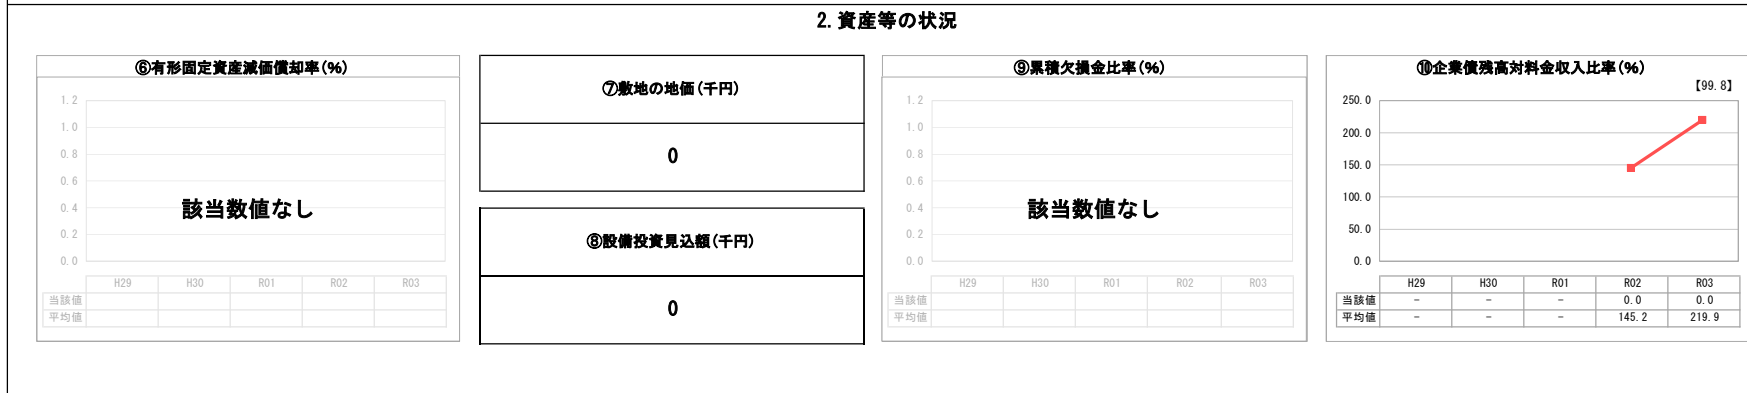 2.資産等の状況
⑥有形固定資産減価償却率(%)
1.2
1.0
0.8
0.6
0.4
0.2
0.0
該当数値なし
H29 H30 R01 R02 R03
当該値
平均値
⑦敷地の地価(千円)
0
⑧設備投資見込額(千円)
0
⑨累積欠損金比率(%)
1.2
1.0
0.8
0.6
0.4
0.2
0.0
該当数値なし
H29 H30 R01 R02 R03
当該値
平均値
⑩企業債残高対料金収入比率(%)
【99.8】
250.0
200.0
150.0
100.0
50.0
0.0
H29 H30 R01 R02 R03
当該値 - - - 0.0 0.0
平均値 - - - 145.2 219.9